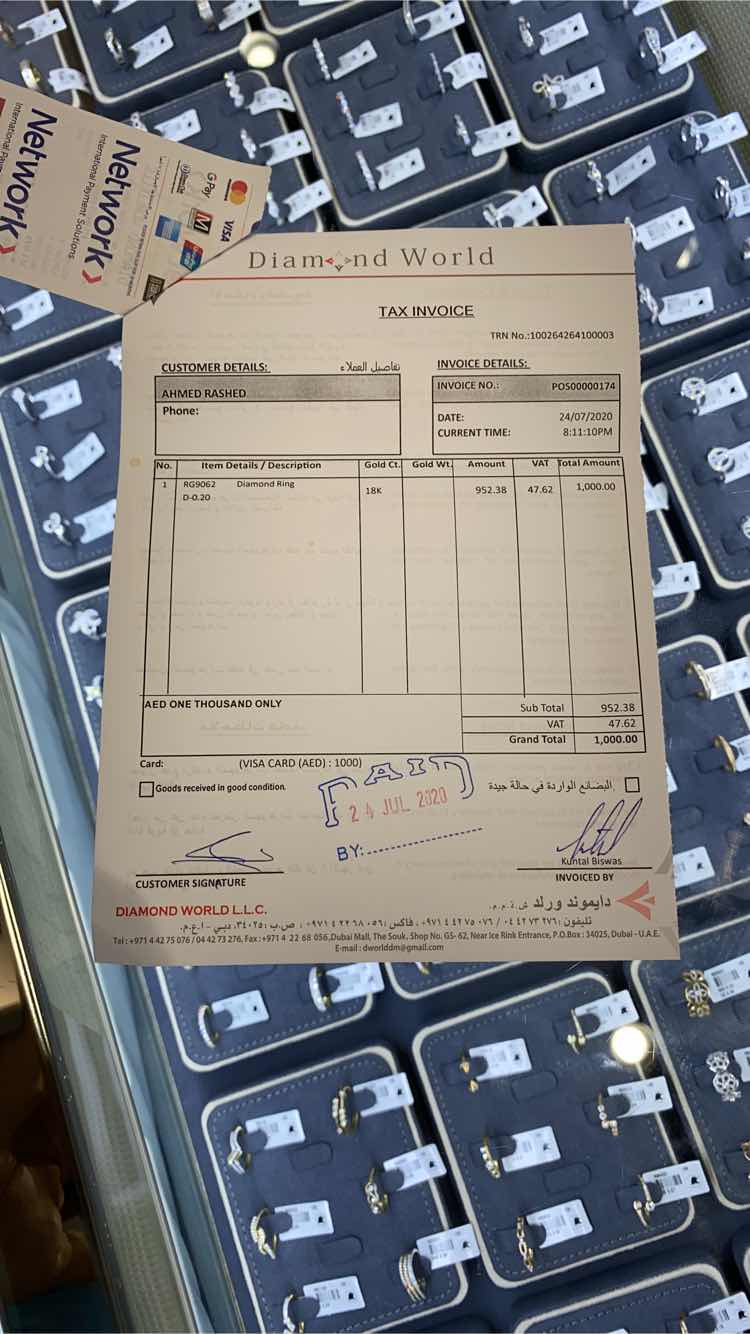 Network>
International Payment Solutions
Network>
G Pay
VISA
Diamond World
TAX INVOICE
TRN No.:100264264100003
CUSTOMER DETAILS: تفاصيل العملاء
AHMED RASHED
Phone:
INVOICE DETAILS:
INVOICE NO.: POS00000174
DATE: 24/07/2020
CURRENT TIME: 8:11:10PM
No. Item Details / Description Gold Ct. Gold Wt. Amount VAT Total Amount
1 RG9062 Diamond Ring 18K 952.38 47.62 1,000.00
D-0.20
AED ONE THOUSAND ONLY
Sub Total 952.38
VAT 47.62
Grand Total 1,000.00
Card: (VISA CARD (AED) : 1000)
Goods received in good condition.
البضائع الواردة في حالة جيدة
PAID
24 JUL 2020
BY:
Kuntal Biswas
CUSTOMER SIGNATURE
INVOICED BY
DIAMOND WORLD L.L.C.
دايموند ورلد ش.ذ.م.م.
تليفون: ٠٤ ٤٢ ٧٣ ٢٧٦ / +٩٧١ ٤ ٤٢ ٧٥ ٠٧٦، فاكس: +٩٧١ ٤ ٢٢ ٦٨ ٠٥٦، ص.ب: ٣٤٠٢٥، دبي - ا.ع.م.
Tel : +971 4 42 75 076 / 04 42 73 276, Fax : +971 4 22 68 056, Dubai Mall, The Souk, Shop No. GS- 62, Near Ice Rink Entrance, P.O.Box : 34025, Dubai - U.A.E.
E-mail : dworlddm@gmail.com